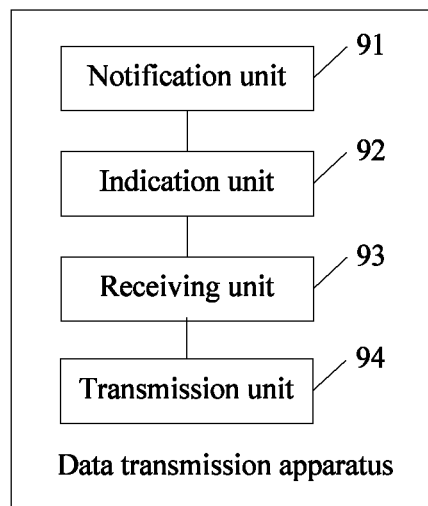 91
Notification unit
92
Indication unit
93
Receiving unit
94
Transmission unit
Data transmission apparatus